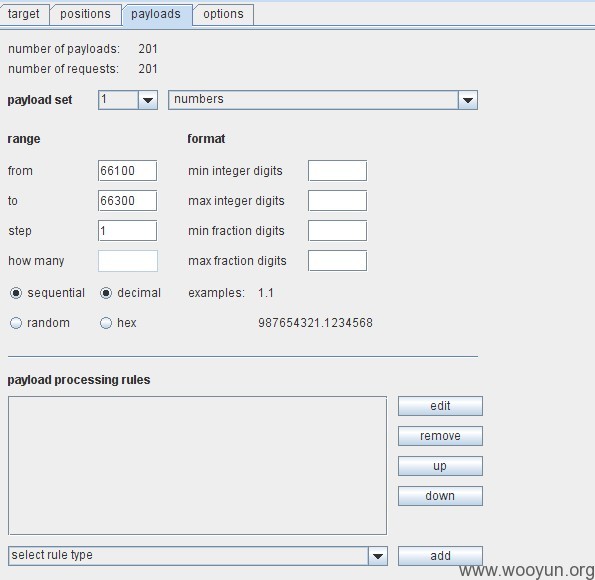 target positions payloads options
number of payloads: 201
number of requests: 201
payload set 1 numbers
range format
from 66100 min integer digits
to 66300 max integer digits
step 1 min fraction digits
how many max fraction digits
sequential decimal examples: 1.1
random hex 987654321.1234568
payload processing rules
edit
remove
up
down
select rule type add
www.wooyun.org